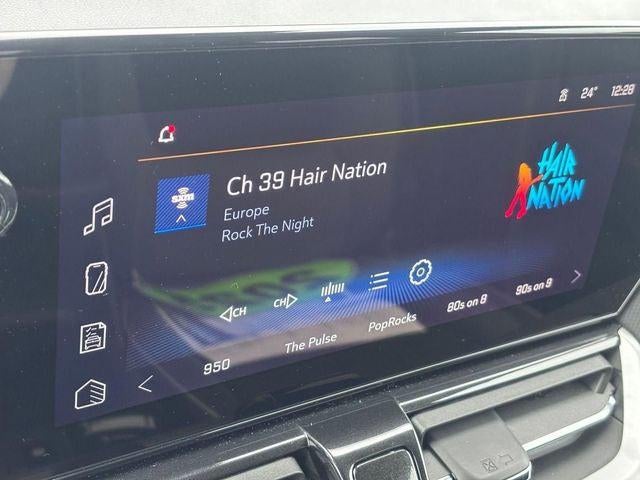 24° 12:28
sxm
Ch 39 Hair Nation
Europe
Rock The Night
HAIR
NATION
◁CH CH▷
950 The Pulse PopRocks 80s on 8 90s on 9